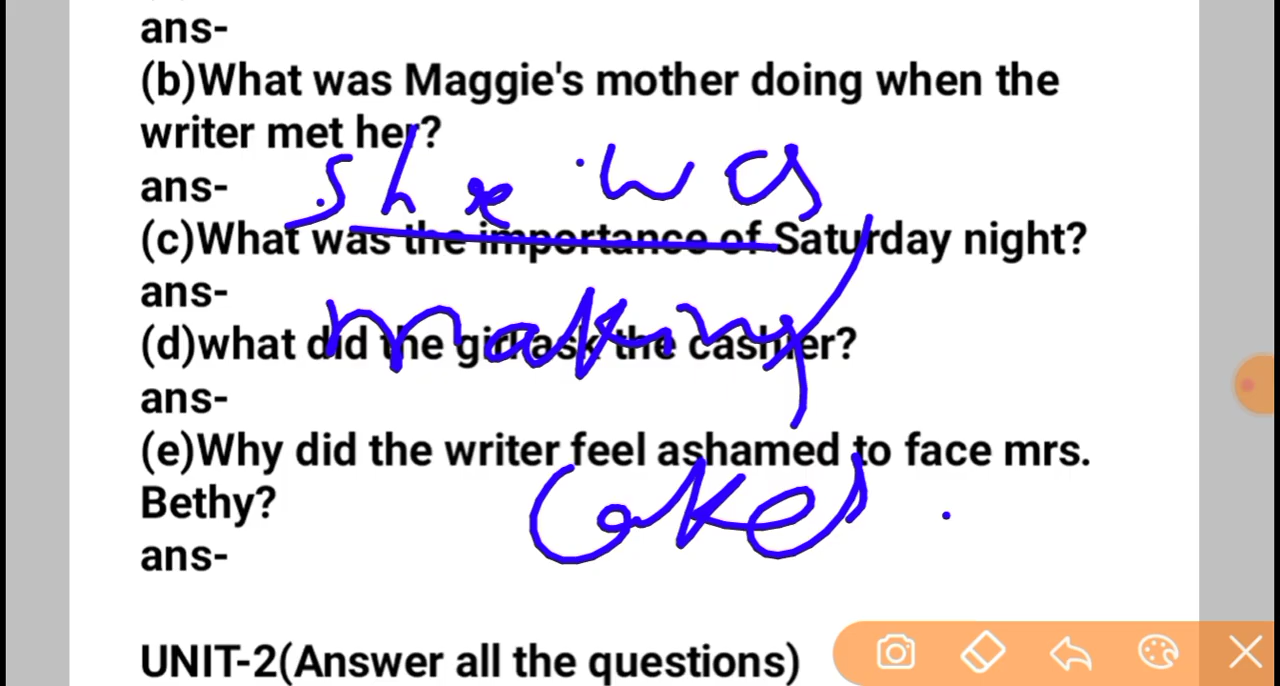 ans-
(b)What was Maggie's mother doing when the
writer met her?
she was
ans-
(c)What was the importance of Saturday night?
ans-
making
(d)what did the girl ask the cashier?
ans-
(e)Why did the writer feel ashamed to face mrs.
Bethy?
cakes.
ans-
UNIT-2(Answer all the questions)